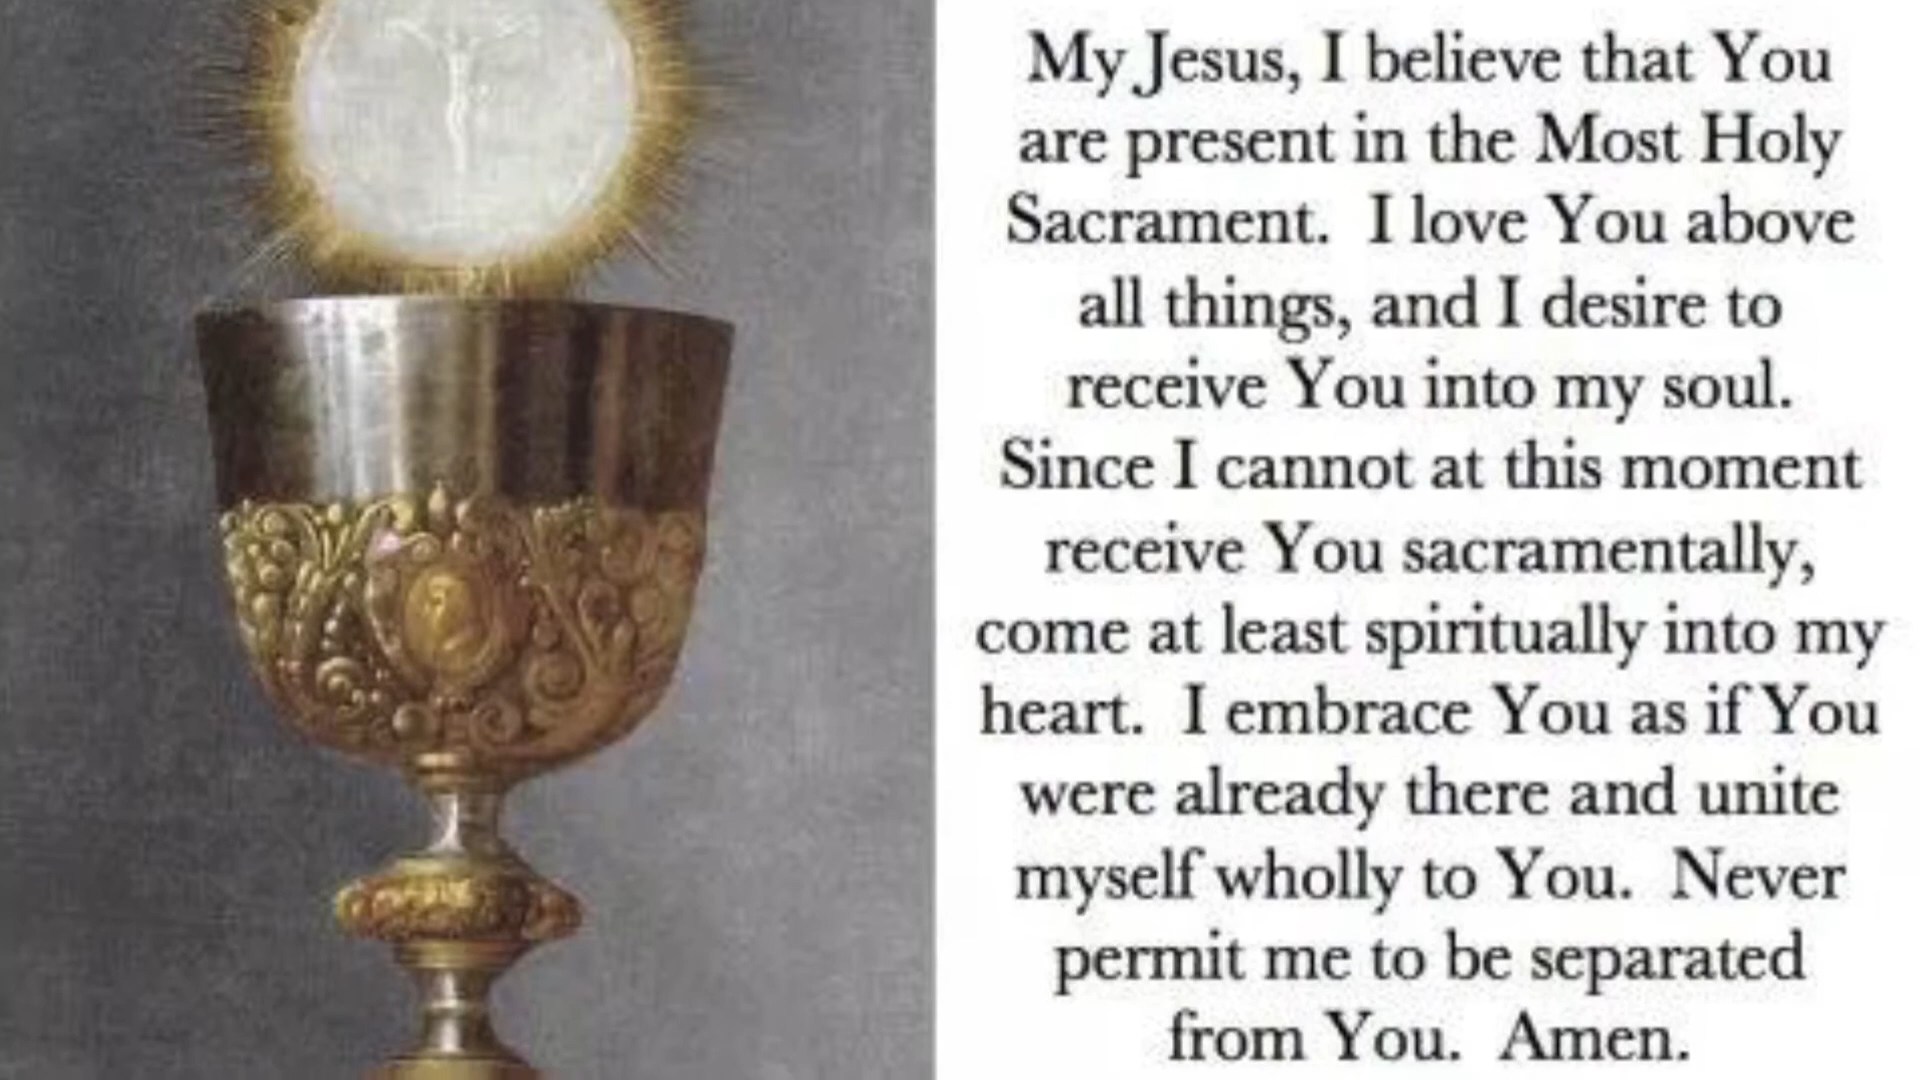 My Jesus, I believe that You
are present in the Most Holy
Sacrament.  I love You above
all things, and I desire to
receive You into my soul.
Since I cannot at this moment
receive You sacramentally,
come at least spiritually into my
heart.  I embrace You as if You
were already there and unite
myself wholly to You.  Never
permit me to be separated
from You.  Amen.